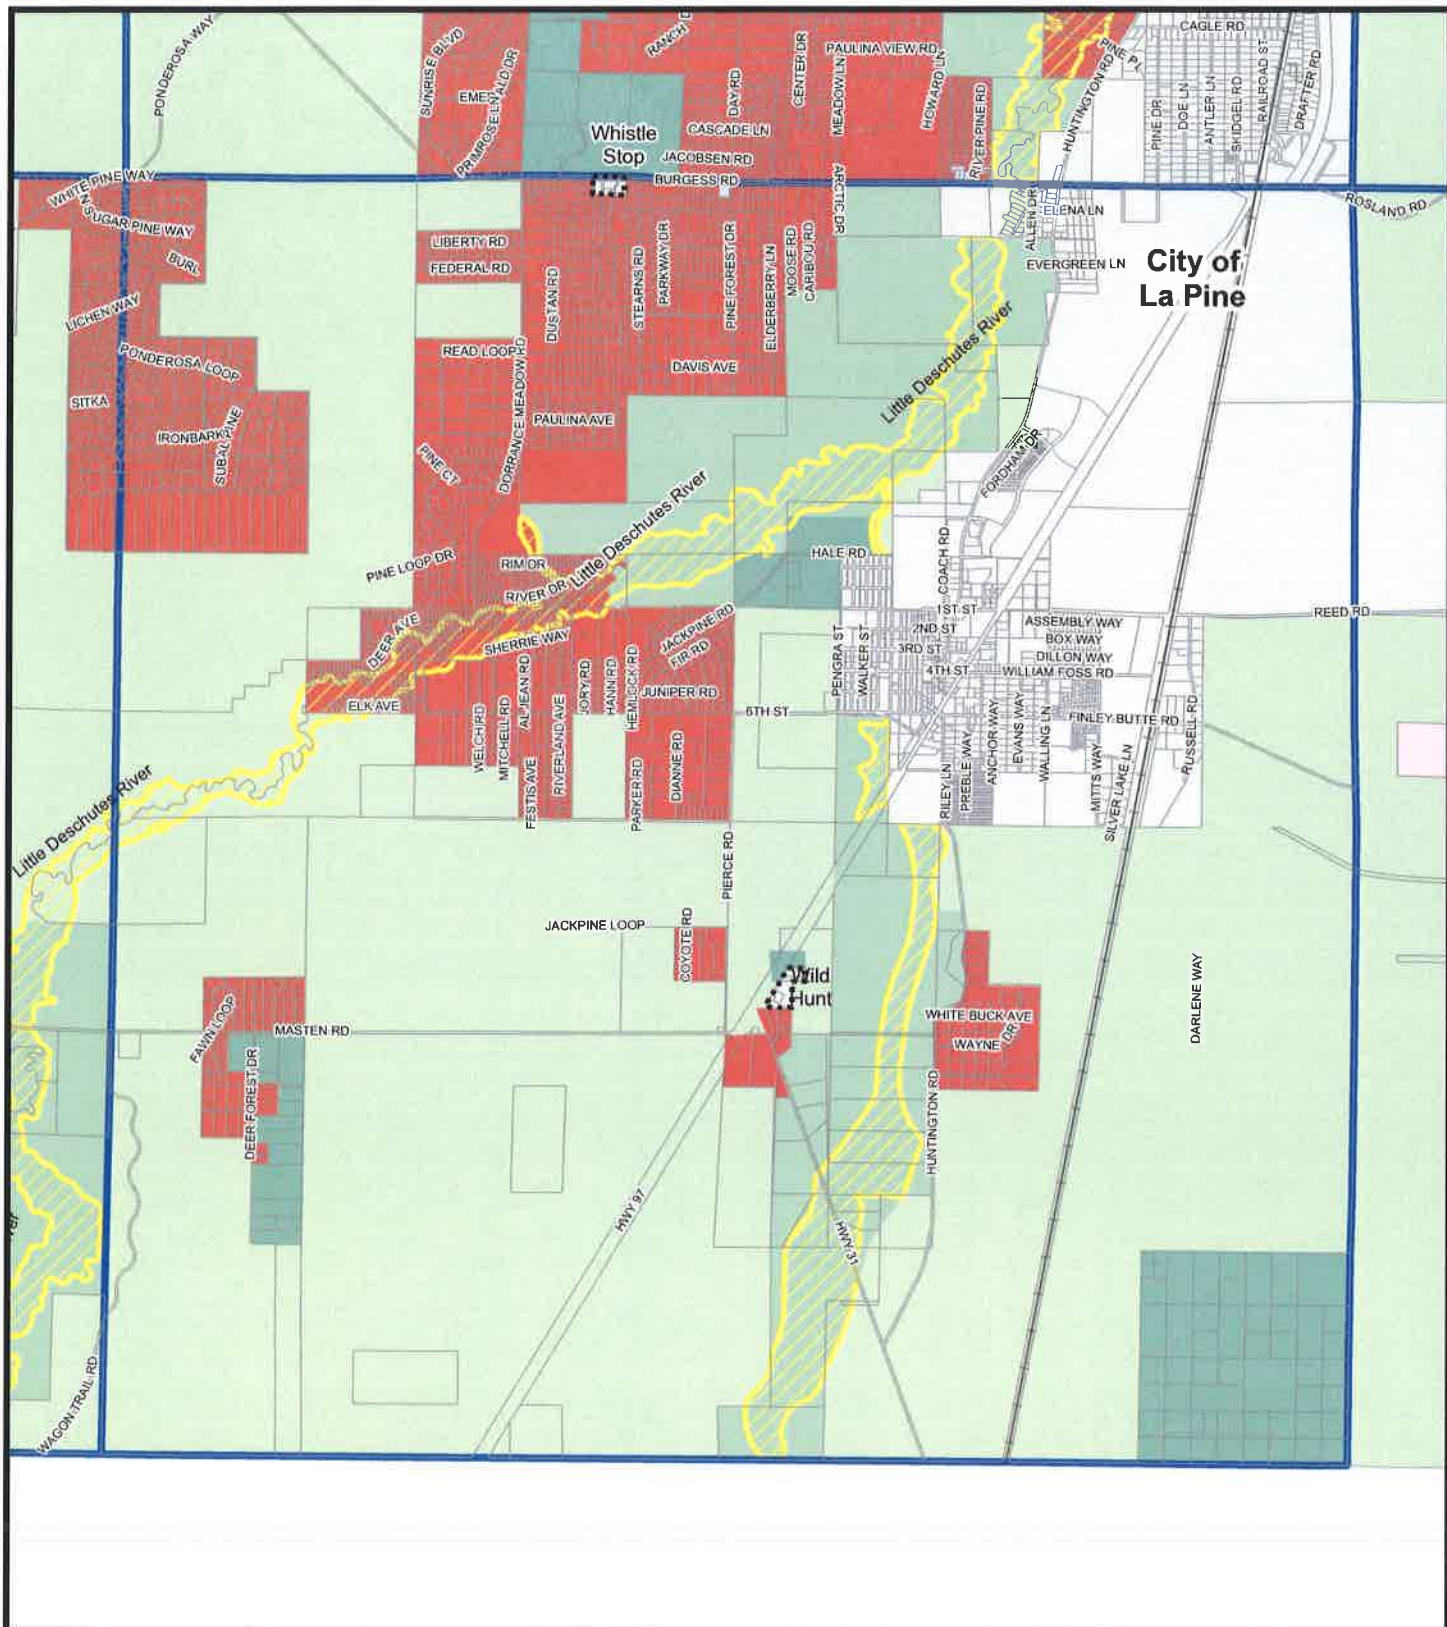 PONDEROSA WAY
SUNRISE BLVD
PRIMROSE LN
RANCH D
DAY RD
CENTER DR
MEADOW LN
PAULINA VIEW RD
HOWARD LN
RIVER PINE RD
PINE PL
HUNTINGTON RD
CAGLE RD
PINE DR
DOE LN
ANTLER LN
SKIDGEL RD
RAILROAD ST
DRAFTER RD
Whistle
Stop
CASCADE LN
JACOBSEN RD
BURGESS RD
ARCTIC DR
WHITE PINE WAY
SUGAR PINE WAY
BURL
LICHEN WAY
PONDEROSA LOOP
SITKA
IRONBARK
SUBALPINE
LIBERTY RD
FEDERAL RD
READ LOOP
DORRANCE MEADOW RD
DUSTAN RD
STEARNS RD
PARKWAY DR
PINE FOREST DR
ELDERBERRY LN
MOOSE RD
CARIBOU RD
DAVIS AVE
PAULINA AVE
PINE CT
ALLEN DR
ELENA LN
EVERGREEN LN
ROSLAND RD
City of
La Pine
Little Deschutes River
FORDHAM DR
Little Deschutes River
PINE LOOP DR
RIM DR
RIVER DR
DEER AVE
SHERRIE WAY
ELK AVE
HALE RD
COACH RD
1ST ST
2ND ST
3RD ST
4TH ST
PENGRA ST
WALKER ST
ASSEMBLY WAY
BOX WAY
DILLON WAY
WILLIAM FOSS RD
REED RD
JACKPINE RD
FIR RD
JUNIPER RD
WELCH RD
MITCHELL RD
AL JEAN RD
FESTIS AVE
RIVERLAND AVE
JORY RD
HANN RD
HEMLOCK RD
PARKER RD
DIANNE RD
6TH ST
FINLEY BUTTE RD
RILEY LN
PREBLE WAY
ANCHOR WAY
EVANS WAY
WALLING LN
MITTS WAY
SILVER LAKE LN
RUSSELL RD
Little Deschutes River
PIERCE RD
JACKPINE LOOP
COYOTE RD
Wild
Hunt
WHITE BUCK AVE
WAYNE DR
DARLENE WAY
FAWN LOOP
MASTEN RD
DEER FOREST DR
HUNTINGTON RD
HWY 97
HWY 31
WAGON TRAIL RD